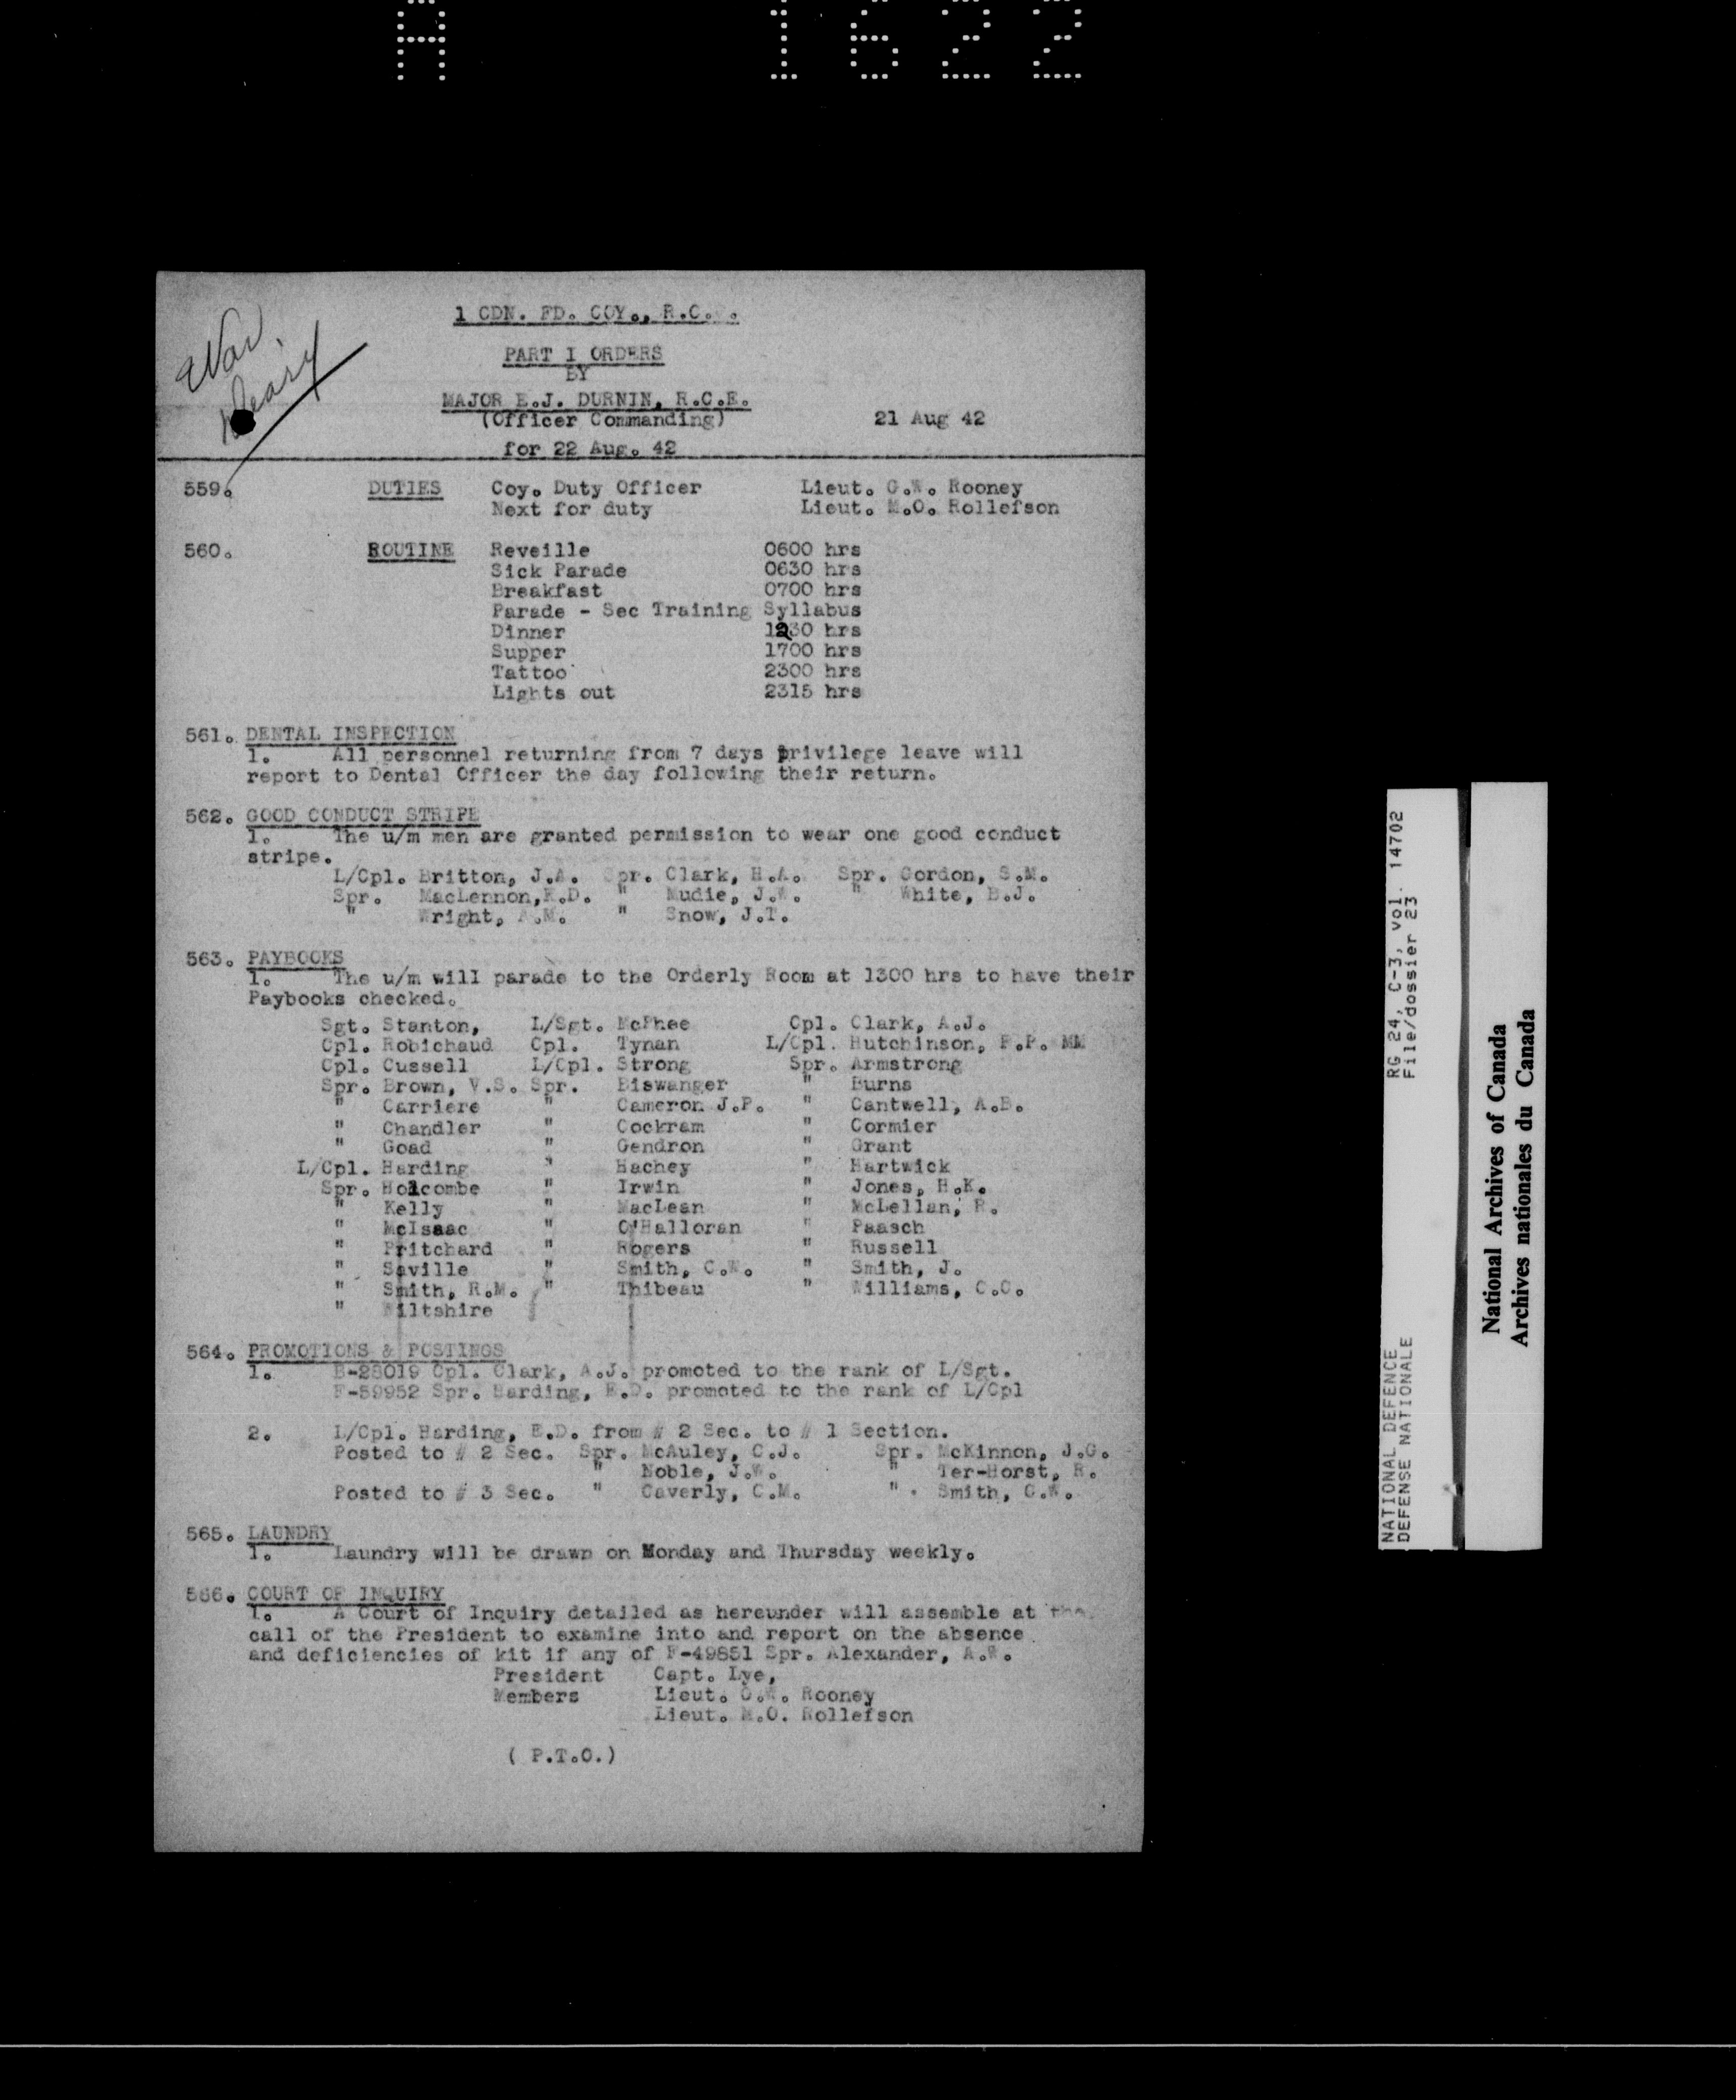 A 1622
War
Diary
1 CDN. FD. COY., R.C.
PART I ORDERS
BY
MAJOR E.J. DURNIN, R.C.E.
(Officer Commanding) 21 Aug 42
for 22 Aug. 42
559. DUTIES Coy. Duty Officer Lieut. G.W. Rooney
Next for duty Lieut. M.O. Rollefson
560. ROUTINE Reveille 0600 hrs
Sick Parade 0630 hrs
Breakfast 0700 hrs
Parade - Sec Training Syllabus
Dinner 1230 hrs
Supper 1700 hrs
Tattoo 2300 hrs
Lights out 2315 hrs
561. DENTAL INSPECTION
1. All personnel returning from 7 days privilege leave will
report to Dental Officer the day following their return.
562. GOOD CONDUCT STRIPE
1. The u/m men are granted permission to wear one good conduct
stripe.
L/Cpl. Britton, J.A. Spr. Clark, H.A. Spr. Gordon, S.M.
Spr. MacLennon, K.D. " Mudie, J.W. " White, B.J.
" Wright, A.M. " Snow, J.T.
563. PAYBOOKS
1. The u/m will parade to the Orderly Room at 1300 hrs to have their
Paybooks checked.
Sgt. Stanton, L/Sgt. McPhee Cpl. Clark, A.J.
Cpl. Robichaud Cpl. Tynan L/Cpl. Hutchinson, F.P. MM
Cpl. Cussell L/Cpl. Strong Spr. Armstrong
Spr. Brown, V.S. Spr. Biswanger " Burns
" Carriere " Cameron J.P. " Cantwell, A.B.
" Chandler " Cockram " Cormier
" Goad " Gendron " Grant
L/Cpl. Harding " Hachey " Hartwick
Spr. Holcombe " Irwin " Jones, H.K.
" Kelly " MacLean " McLellan, R.
" McIsaac " O'Halloran " Paasch
" Pritchard " Rogers " Russell
" Saville " Smith, C.W. " Smith, J.
" Smith, R.M. " Thibeau " Williams, C.O.
" Wiltshire
564. PROMOTIONS & POSTINGS
1. B-25019 Cpl. Clark, A.J. promoted to the rank of L/Sgt.
F-59952 Spr. Harding, E.D. promoted to the rank of L/Cpl
2. L/Cpl. Harding, E.D. from # 2 Sec. to # 1 Section.
Posted to # 2 Sec. Spr. McAuley, C.J. Spr. McKinnon, J.G.
" Noble, J.W. " Ter-Horst, R.
Posted to # 3 Sec. " Caverly, C.M. " . Smith, C.W.
565. LAUNDRY
1. Laundry will be drawn on Monday and Thursday weekly.
566. COURT OF INQUIRY
1. A Court of Inquiry detailed as hereunder will assemble at the
call of the President to examine into and report on the absence
and deficiencies of kit if any of F-49851 Spr. Alexander, A.W.
President Capt. Lye,
Members Lieut. G.W. Rooney
Lieut. M.O. Rollefson
( P.T.O.)
NATIONAL DEFENCE RG 24, C-3, vol. 14702
DEFENSE NATIONALE File/dossier 23
National Archives of Canada
Archives nationales du Canada